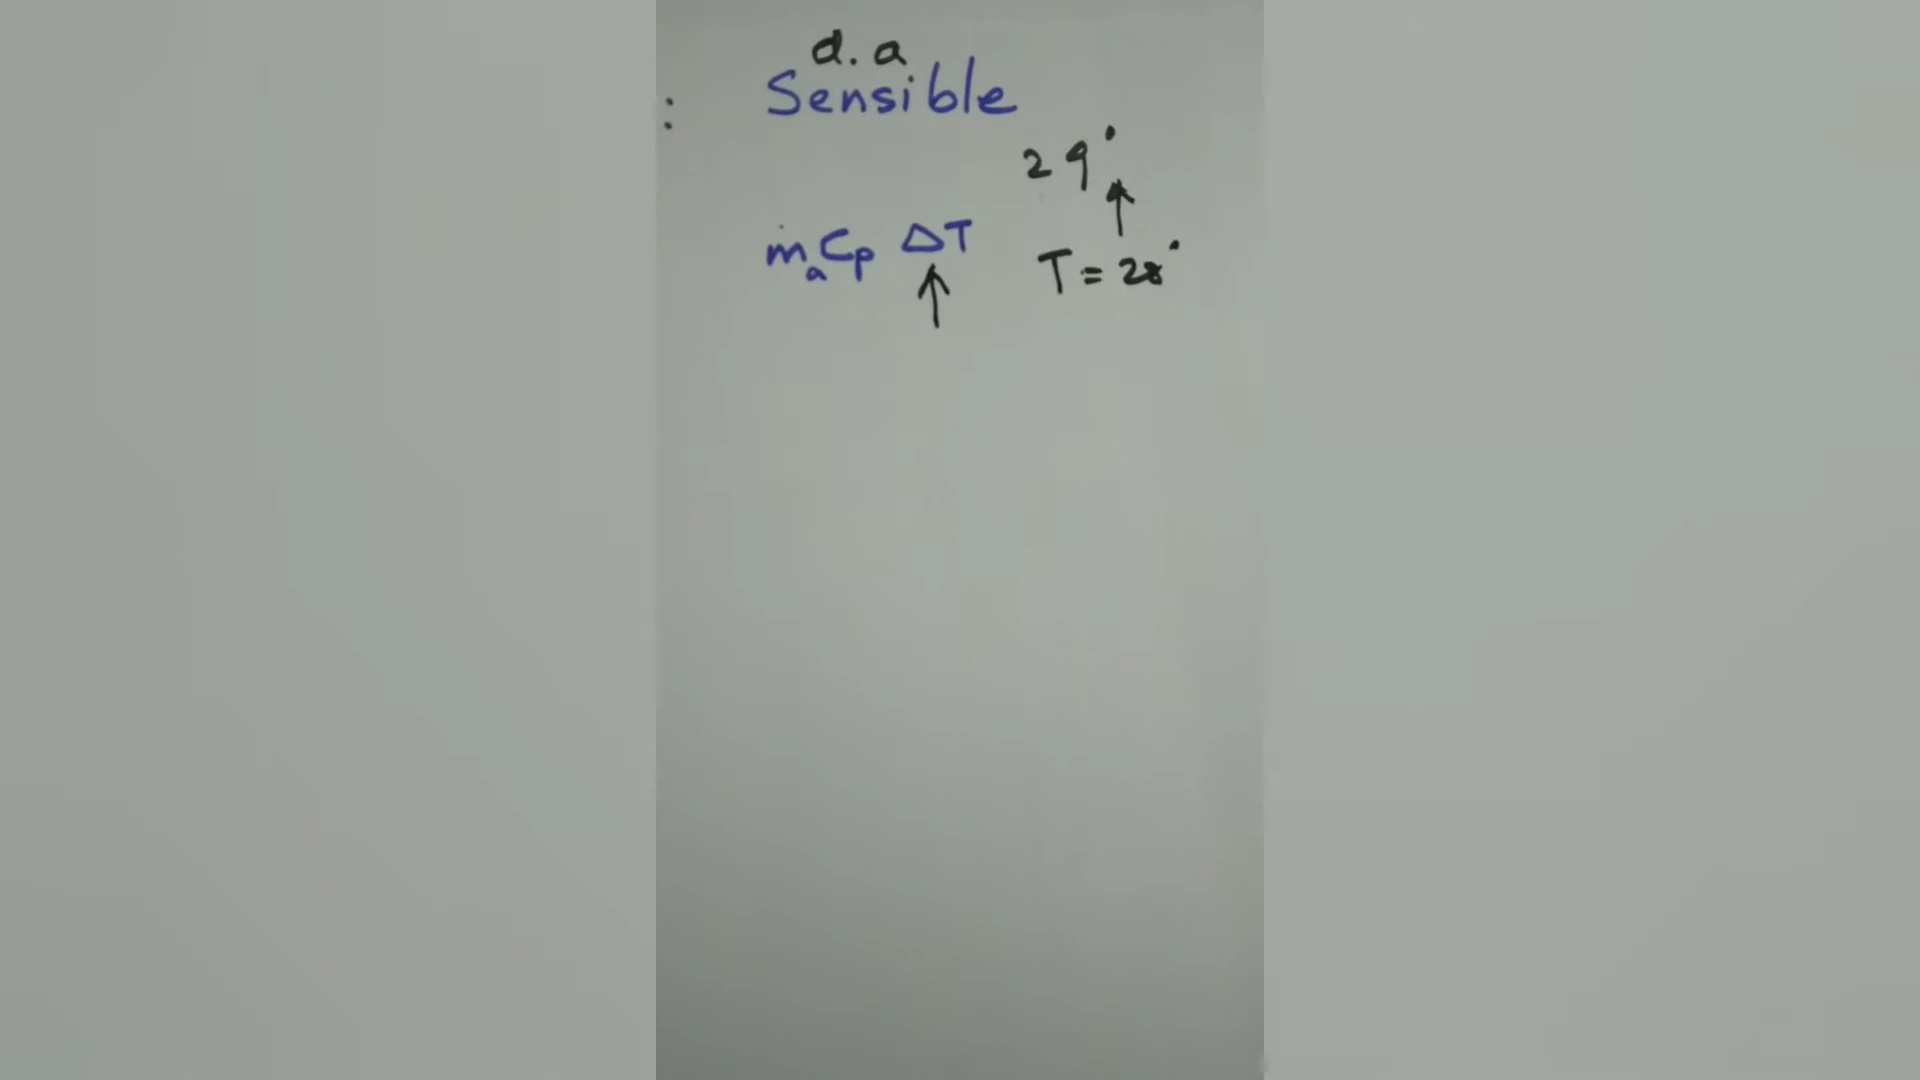 d.a
: Sensible
29°
ṁₐCₚ ΔT
↑ ↑
T = 28°